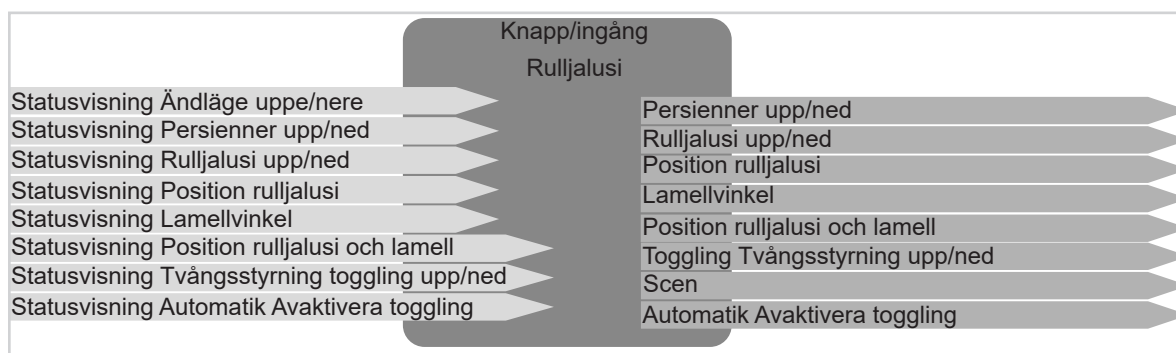 Knapp/ingång
Rulljalusi
Statusvisning Ändläge uppe/nere
Statusvisning Persienner upp/ned
Statusvisning Rulljalusi upp/ned
Statusvisning Position rulljalusi
Statusvisning Lamellvinkel
Statusvisning Position rulljalusi och lamell
Statusvisning Tvångsstyrning toggling upp/ned
Statusvisning Automatik Avaktivera toggling
Persienner upp/ned
Rulljalusi upp/ned
Position rulljalusi
Lamellvinkel
Position rulljalusi och lamell
Toggling Tvångsstyrning upp/ned
Scen
Automatik Avaktivera toggling